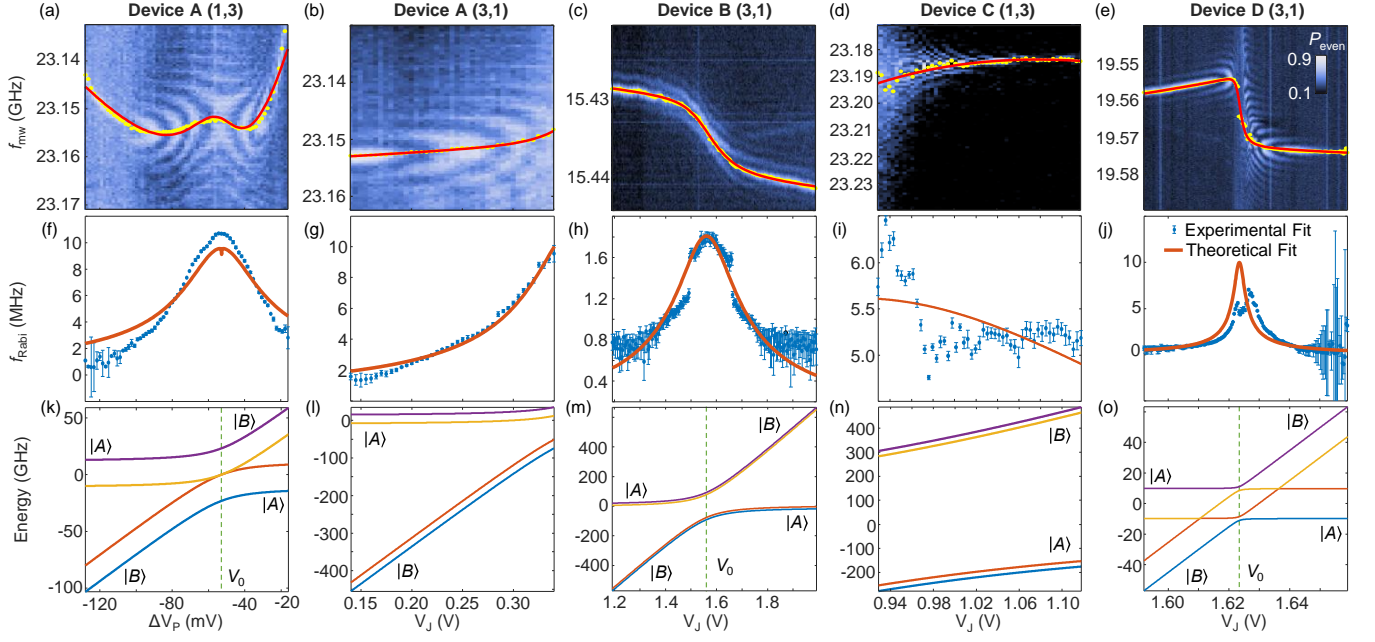 (a) Device A (1,3)
(b) Device A (3,1)
(c) Device B (3,1)
(d) Device C (1,3)
(e) Device D (3,1)
f_mw (GHz)
23.14
23.15
23.16
23.17
23.13
23.14
23.15
23.16
15.43
15.44
23.18
23.19
23.20
23.21
23.22
23.23
19.55
19.56
19.57
19.58
P_even
0.9
0.1
(f)
(g)
(h)
(i)
(j)
f_Rabi (MHz)
10
8
6
4
2
0
10
8
6
4
2
0
1.6
1.2
0.8
0.4
6.0
5.5
5.0
Experimental Fit
Theoretical Fit
10
5
0
-5
(k)
(l)
(m)
(n)
(o)
Energy (GHz)
50
0
-50
-100
|A⟩
|B⟩
|A⟩
|B⟩
V₀
0
-100
-200
-300
-400
|A⟩
|B⟩
400
200
0
-200
-400
|B⟩
|A⟩
|A⟩
|B⟩
V₀
400
300
200
100
0
-100
-200
|B⟩
|A⟩
40
20
0
-20
-40
|B⟩
|A⟩
|A⟩
|B⟩
V₀
-120 -80 -40 -20
ΔV_P (mV)
0.14 0.20 0.25 0.30
V_J (V)
1.2 1.4 1.6 1.8
V_J (V)
0.94 0.98 1.02 1.06 1.10
V_J (V)
1.60 1.62 1.64
V_J (V)